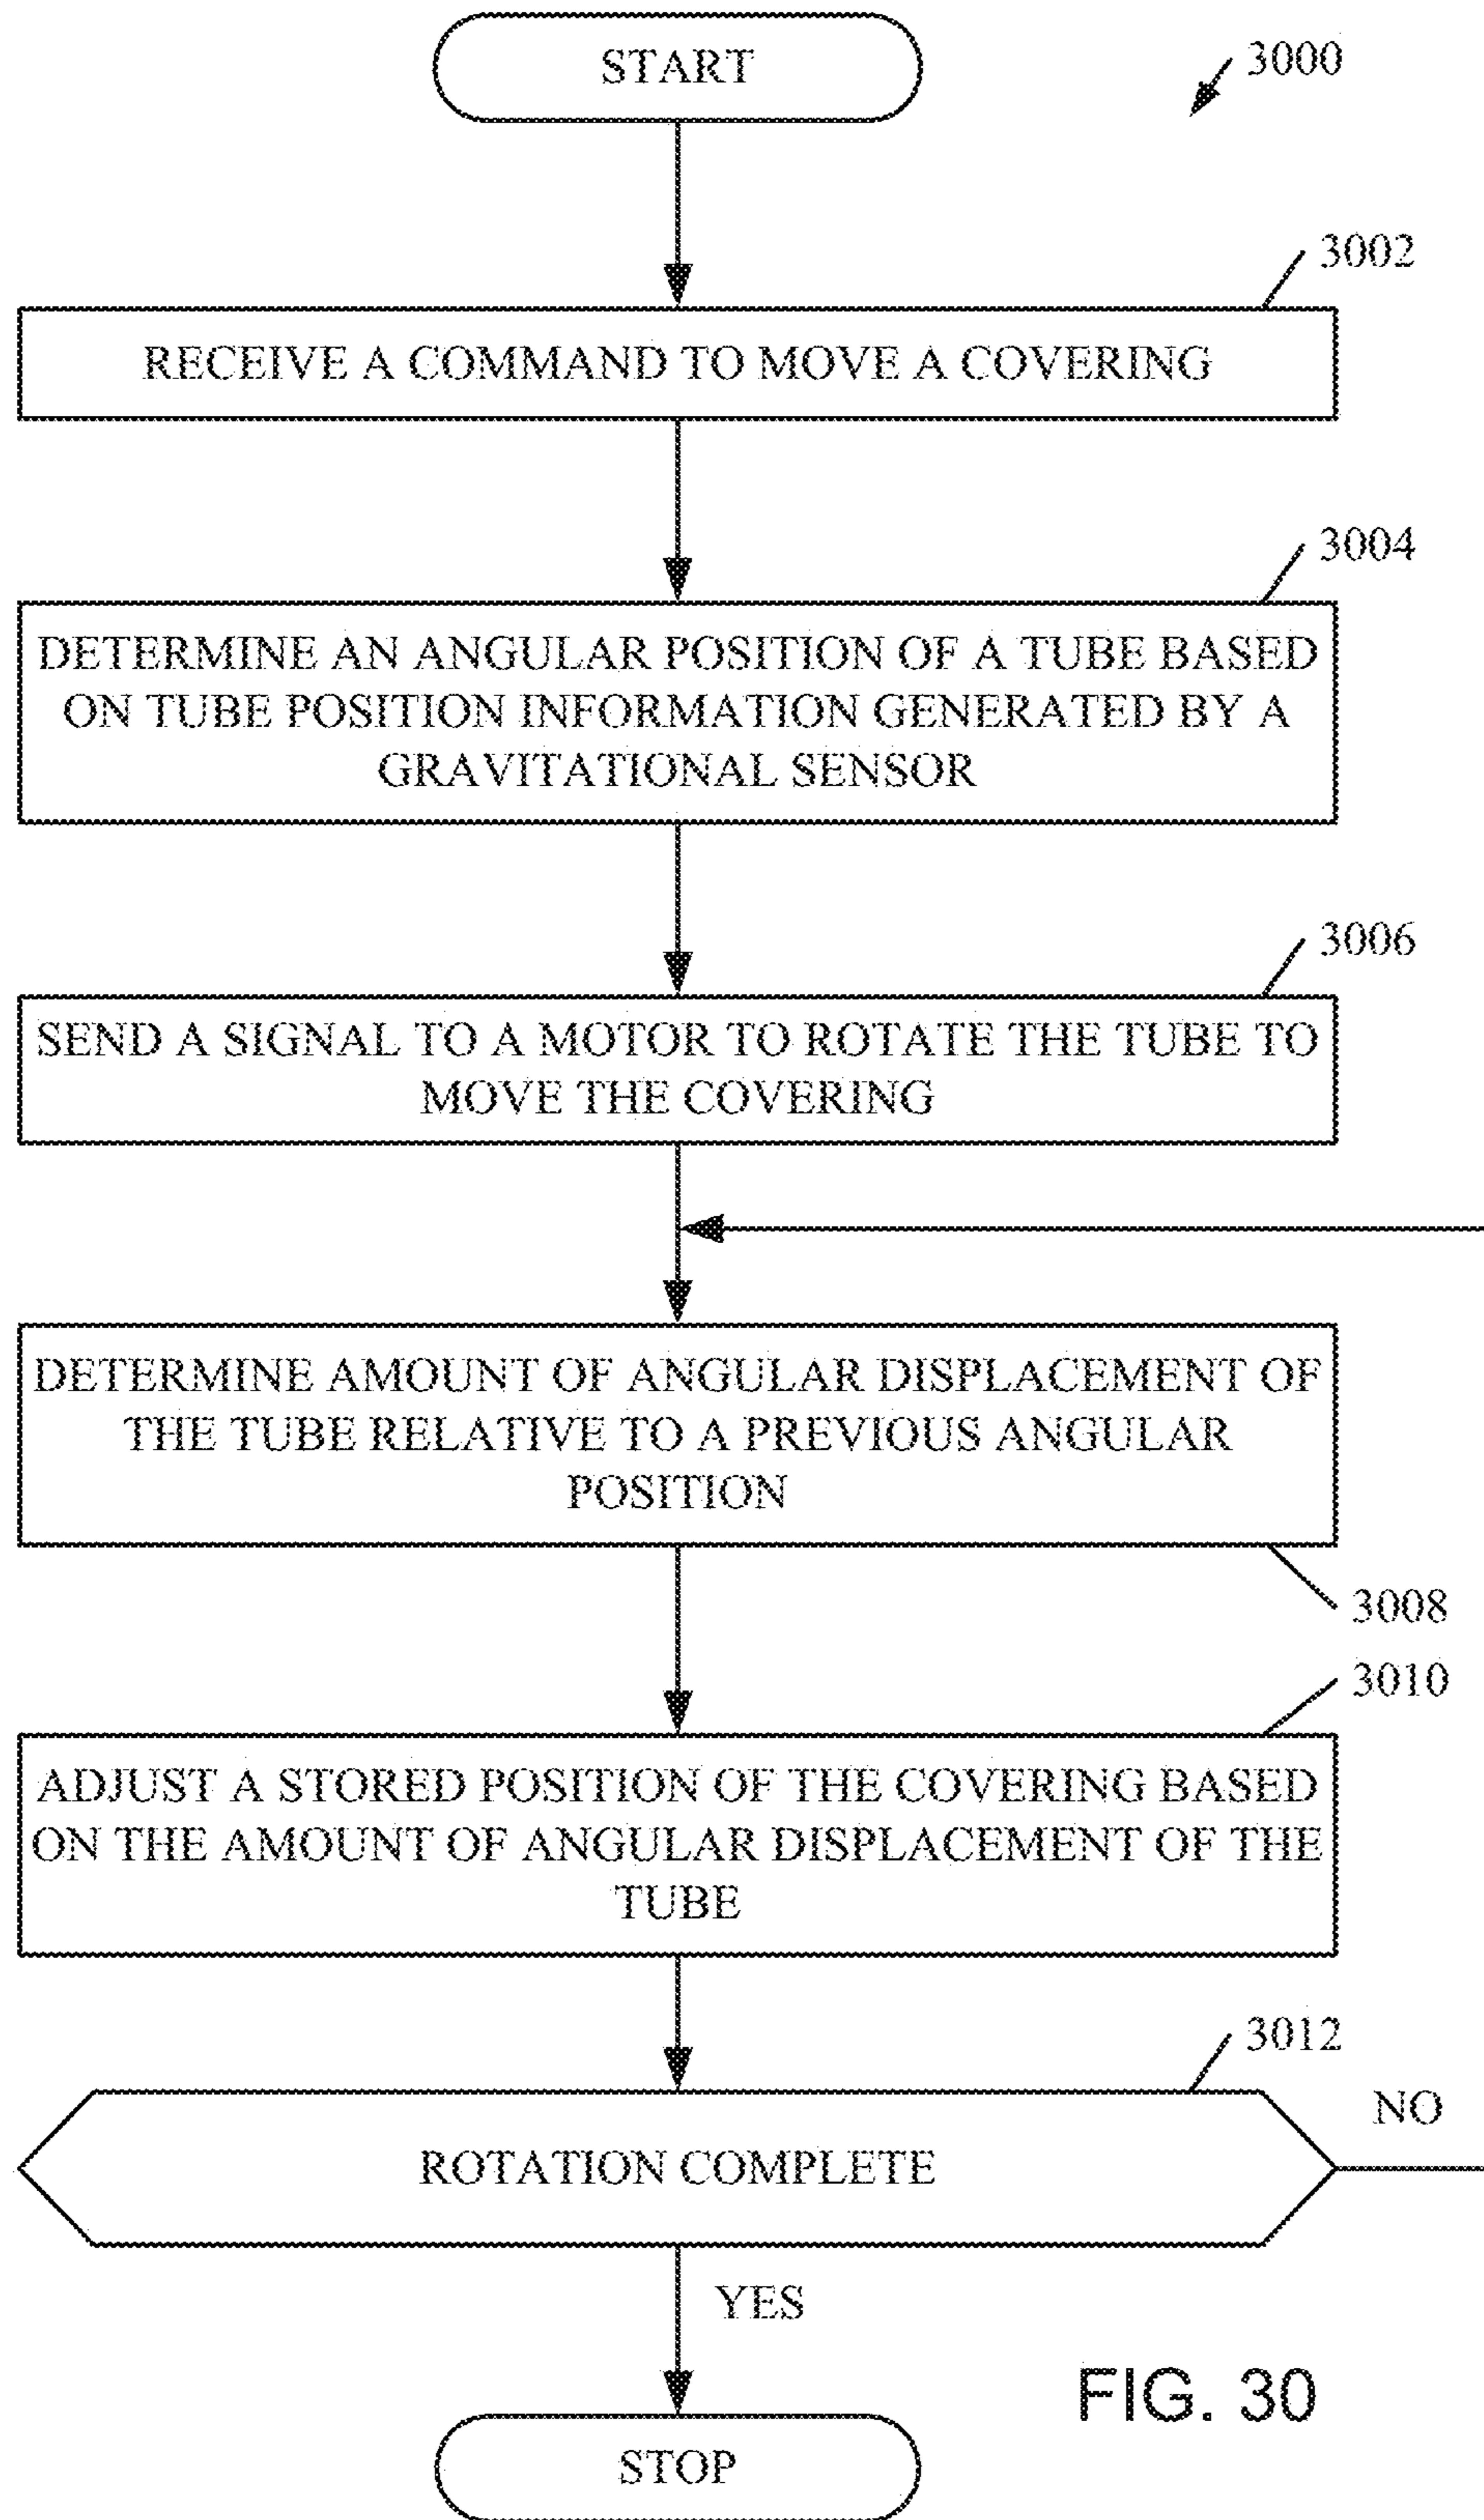 START
3000
3002
RECEIVE A COMMAND TO MOVE A COVERING
3004
DETERMINE AN ANGULAR POSITION OF A TUBE BASED
ON TUBE POSITION INFORMATION GENERATED BY A
GRAVITATIONAL SENSOR
3006
SEND A SIGNAL TO A MOTOR TO ROTATE THE TUBE TO
MOVE THE COVERING
DETERMINE AMOUNT OF ANGULAR DISPLACEMENT OF
THE TUBE RELATIVE TO A PREVIOUS ANGULAR
POSITION
3008
3010
ADJUST A STORED POSITION OF THE COVERING BASED
ON THE AMOUNT OF ANGULAR DISPLACEMENT OF THE
TUBE
3012
NO
ROTATION COMPLETE
YES
FIG. 30
STOP